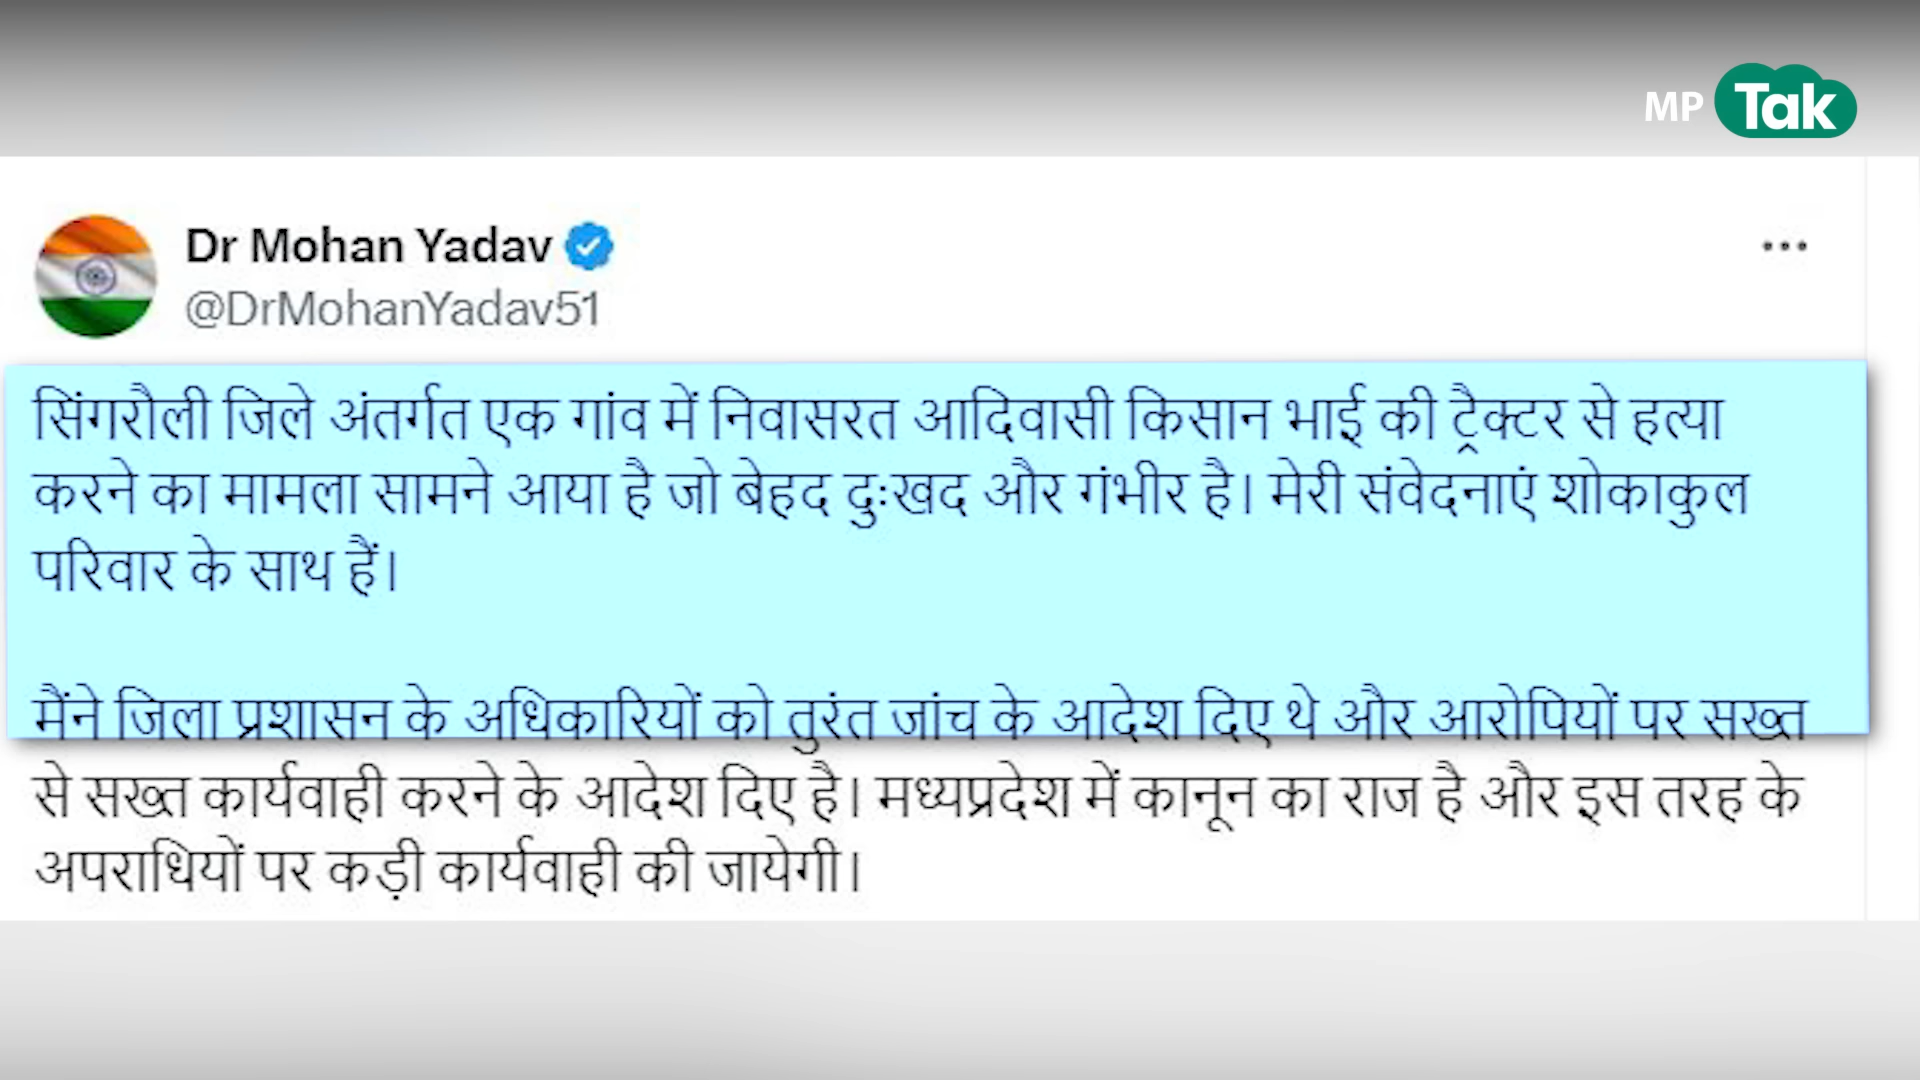 MP Tak
Dr Mohan Yadav
@DrMohanYadav51
सिंगरौली जिले अंतर्गत एक गांव में निवासरत आदिवासी किसान भाई की ट्रैक्टर से हत्या
करने का मामला सामने आया है जो बेहद दुःखद और गंभीर है। मेरी संवेदनाएं शोकाकुल
परिवार के साथ हैं।
मैंने जिला प्रशासन के अधिकारियों को तुरंत जांच के आदेश दिए थे और आरोपियों पर सख्त
से सख्त कार्यवाही करने के आदेश दिए है। मध्यप्रदेश में कानून का राज है और इस तरह के
अपराधियों पर कड़ी कार्यवाही की जायेगी।